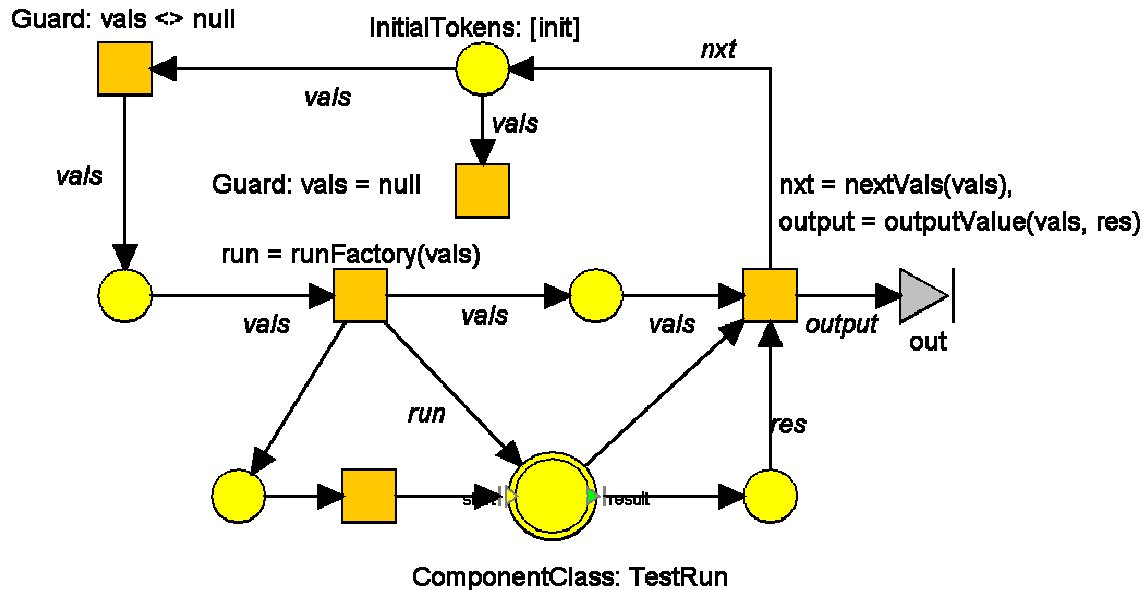 Guard: vals <> null
InitialTokens: [init]
nxt
vals
vals
vals
Guard: vals = null
nxt = nextVals(vals),
output = outputValue(vals, res)
run = runFactory(vals)
vals
vals
vals
output
out
run
res
result
ComponentClass: TestRun